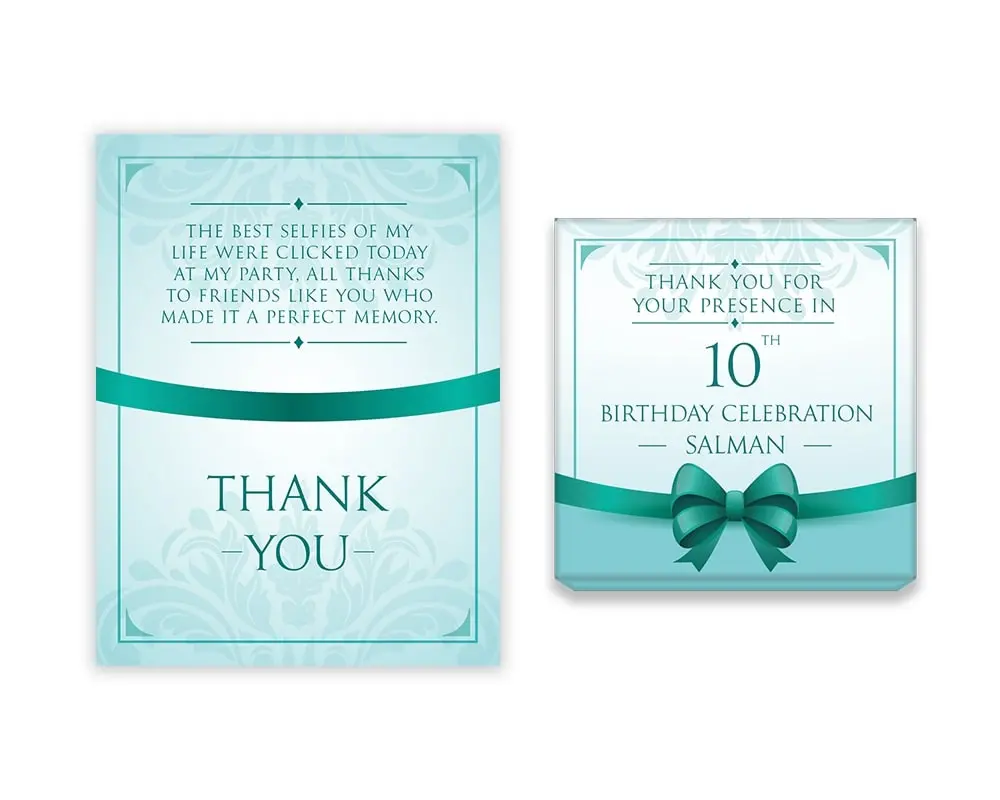 THE BEST SELFIES OF MY
LIFE WERE CLICKED TODAY
AT MY PARTY, ALL THANKS
TO FRIENDS LIKE YOU WHO
MADE IT A PERFECT MEMORY.
THANK
–YOU–
THANK YOU FOR
YOUR PRESENCE IN
10TH
BIRTHDAY CELEBRATION
— SALMAN —